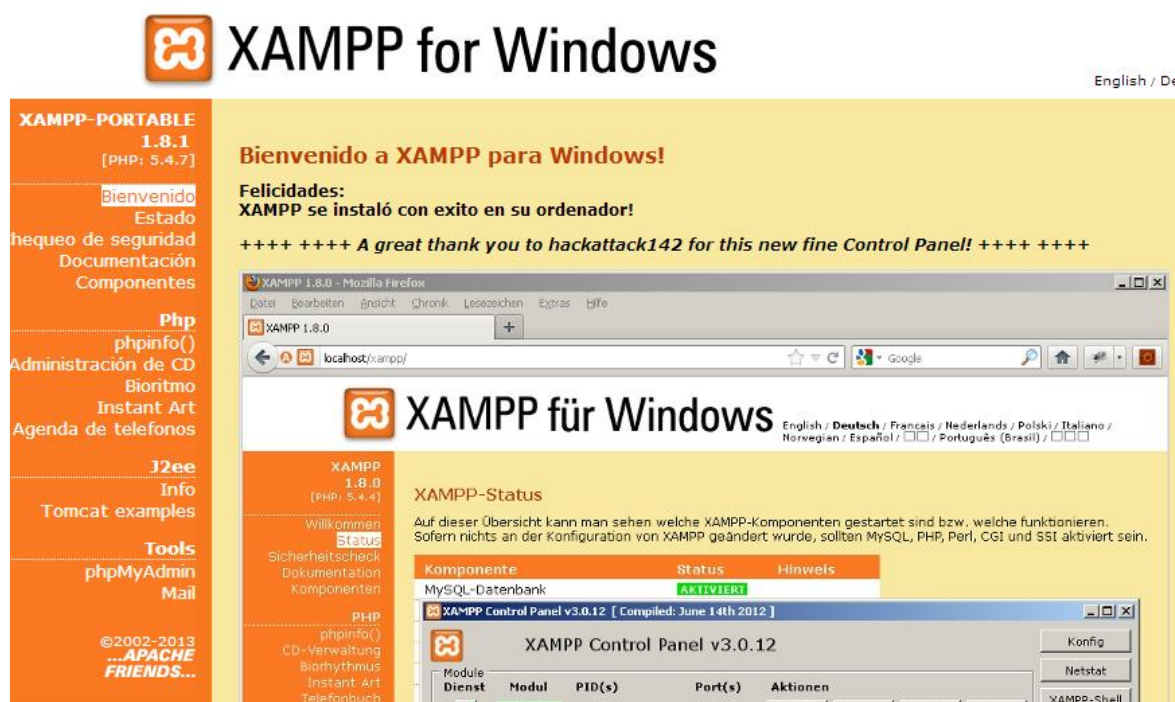 XAMPP for Windows
English / De
XAMPP-PORTABLE
1.8.1
[PHP: 5.4.7]
Bienvenido
Estado
hequeo de seguridad
Documentación
Componentes
Php
phpinfo()
Administración de CD
Bioritmo
Instant Art
Agenda de telefonos
J2ee
Info
Tomcat examples
Tools
phpMyAdmin
Mail
©2002-2013
...APACHE
FRIENDS...
Bienvenido a XAMPP para Windows!
Felicidades:
XAMPP se instaló con exito en su ordenador!
++++ ++++ A great thank you to hackattack142 for this new fine Control Panel! ++++ ++++
XAMPP 1.8.0 - Mozilla Firefox
Datei Bearbeiten Ansicht Chronik Lesezeichen Extras Hilfe
XAMPP 1.8.0
localhost/xampp/
Google
XAMPP für Windows
English / Deutsch / Francais / Nederlands / Polski / Italiano /
Norwegian / Español / □□ / Português (Brasil) / □□□
XAMPP
1.8.0
[PHP: 5.4.4]
Willkommen
Status
Sicherheitscheck
Dokumentation
Komponenten
PHP
phpinfo()
CD-Verwaltung
Biorhythmus
Instant Art
Telefonbuch
XAMPP-Status
Auf dieser Übersicht kann man sehen welche XAMPP-Komponenten gestartet sind bzw. welche funktionieren.
Sofern nichts an der Konfiguration von XAMPP geändert wurde, sollten MySQL, PHP, Perl, CGI und SSI aktiviert sein.
Komponente Status Hinweis
MySQL-Datenbank AKTIVIERT
XAMPP Control Panel v3.0.12 [ Compiled: June 14th 2012 ]
XAMPP Control Panel v3.0.12
Konfig
Netstat
XAMPP-Shell
Module
Dienst Modul PID(s) Port(s) Aktionen